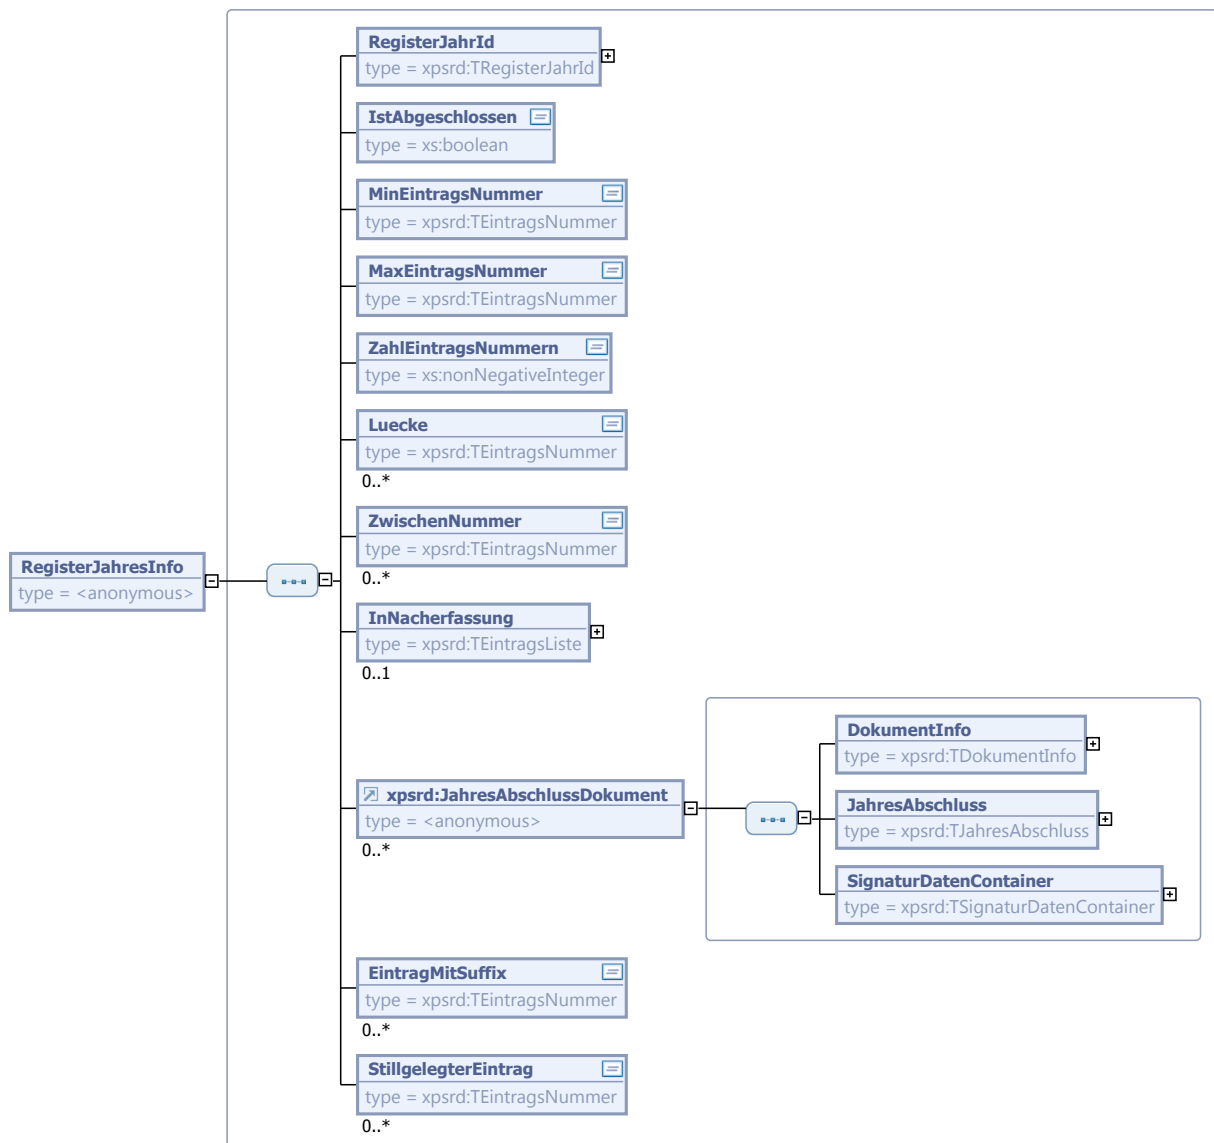 RegisterJahrId
type = xpsrd:TRegisterJahrId
IstAbgeschlossen
type = xs:boolean
MinEintragsNummer
type = xpsrd:TEintragsNummer
MaxEintragsNummer
type = xpsrd:TEintragsNummer
ZahlEintragsNummern
type = xs:nonNegativeInteger
Luecke
type = xpsrd:TEintragsNummer
0..*
ZwischenNummer
type = xpsrd:TEintragsNummer
0..*
RegisterJahresInfo
type = <anonymous>
InNacherfassung
type = xpsrd:TEintragsListe
0..1
xpsrd:JahresAbschlussDokument
type = <anonymous>
0..*
DokumentInfo
type = xpsrd:TDokumentInfo
JahresAbschluss
type = xpsrd:TJahresAbschluss
SignaturDatenContainer
type = xpsrd:TSignaturDatenContainer
EintragMitSuffix
type = xpsrd:TEintragsNummer
0..*
StillgelegterEintrag
type = xpsrd:TEintragsNummer
0..*